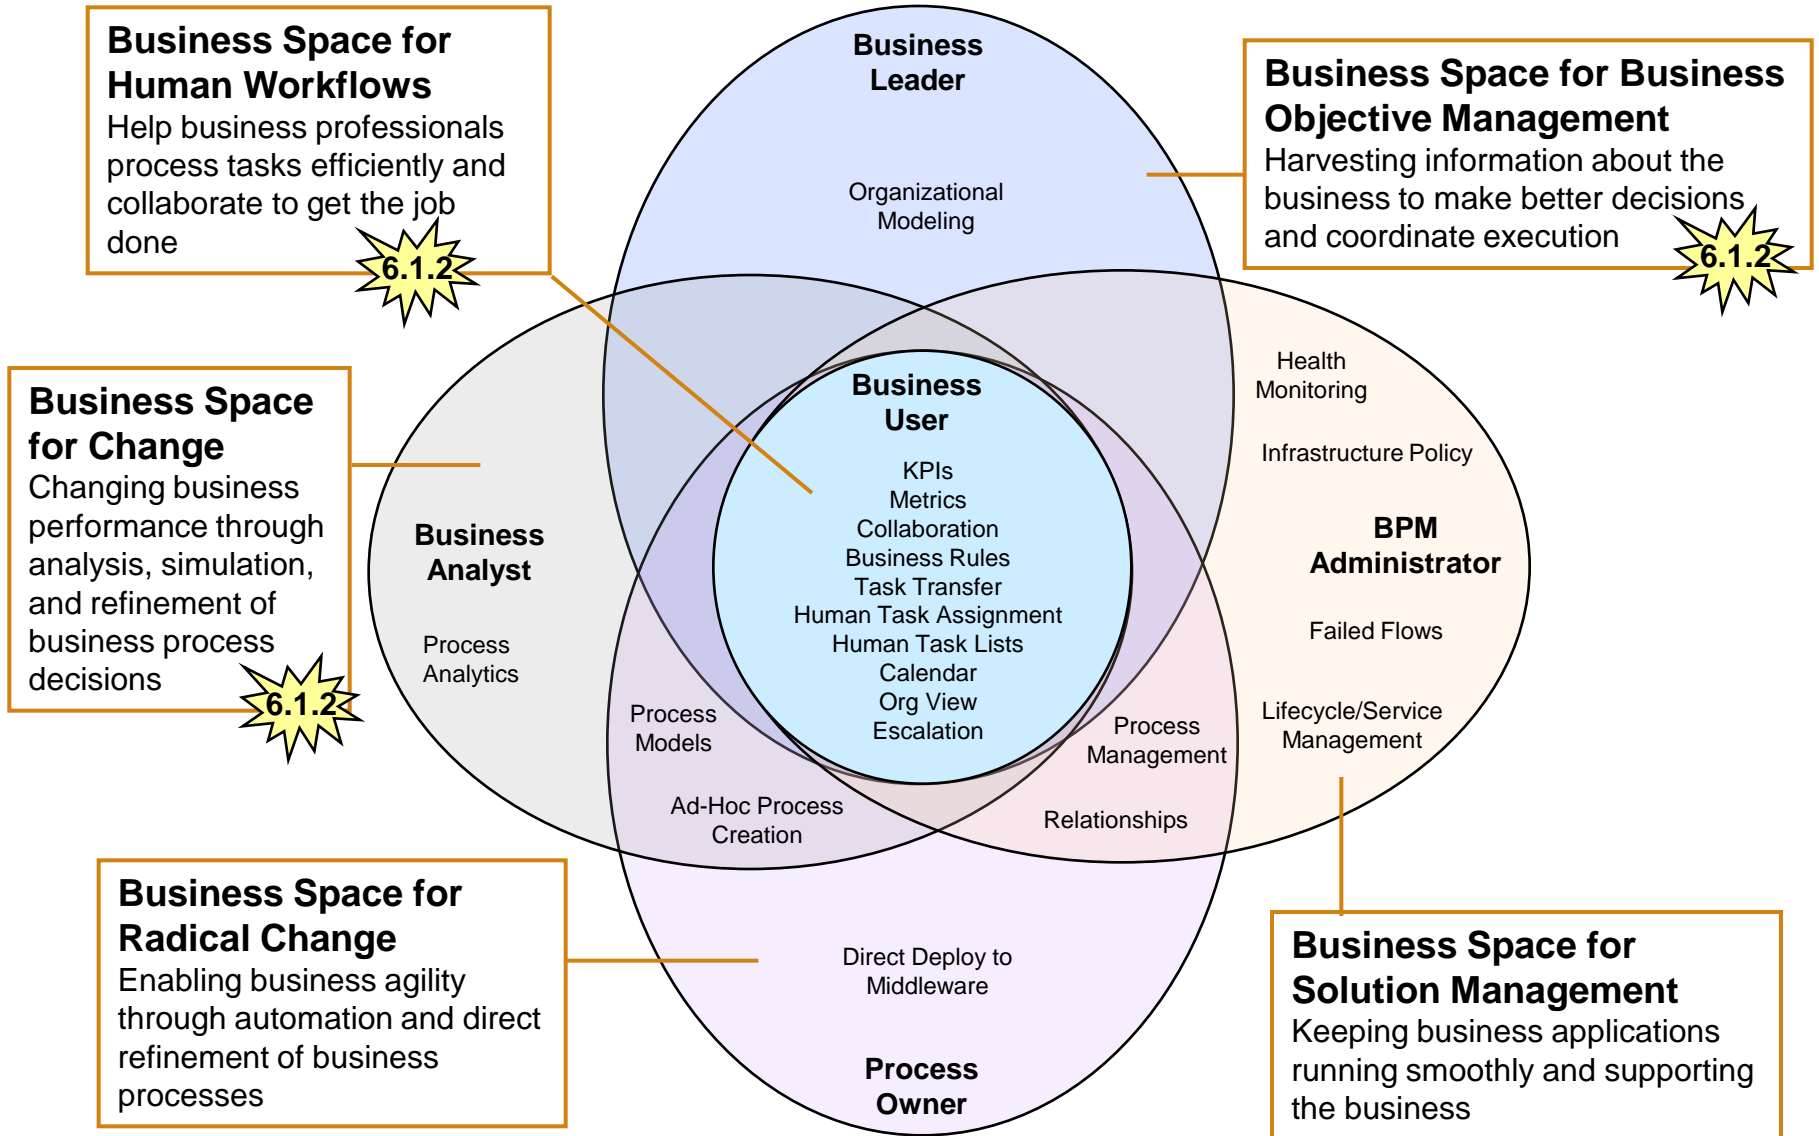 Business Space for
Human Workflows
Help business professionals
process tasks efficiently and
collaborate to get the job
done
6.1.2
Business
Leader
Organizational
Modeling
Business Space for Business
Objective Management
Harvesting information about the
business to make better decisions
and coordinate execution
6.1.2
Business Space
for Change
Changing business
performance through
analysis, simulation,
and refinement of
business process
decisions
6.1.2
Business
Analyst
Process
Analytics
Business
User
KPIs
Metrics
Collaboration
Business Rules
Task Transfer
Human Task Assignment
Human Task Lists
Calendar
Org View
Escalation
Health
Monitoring
Infrastructure Policy
BPM
Administrator
Failed Flows
Lifecycle/Service
Management
Process
Models
Ad-Hoc Process
Creation
Process
Management
Relationships
Business Space for
Radical Change
Enabling business agility
through automation and direct
refinement of business
processes
Direct Deploy to
Middleware
Process
Owner
Business Space for
Solution Management
Keeping business applications
running smoothly and supporting
the business